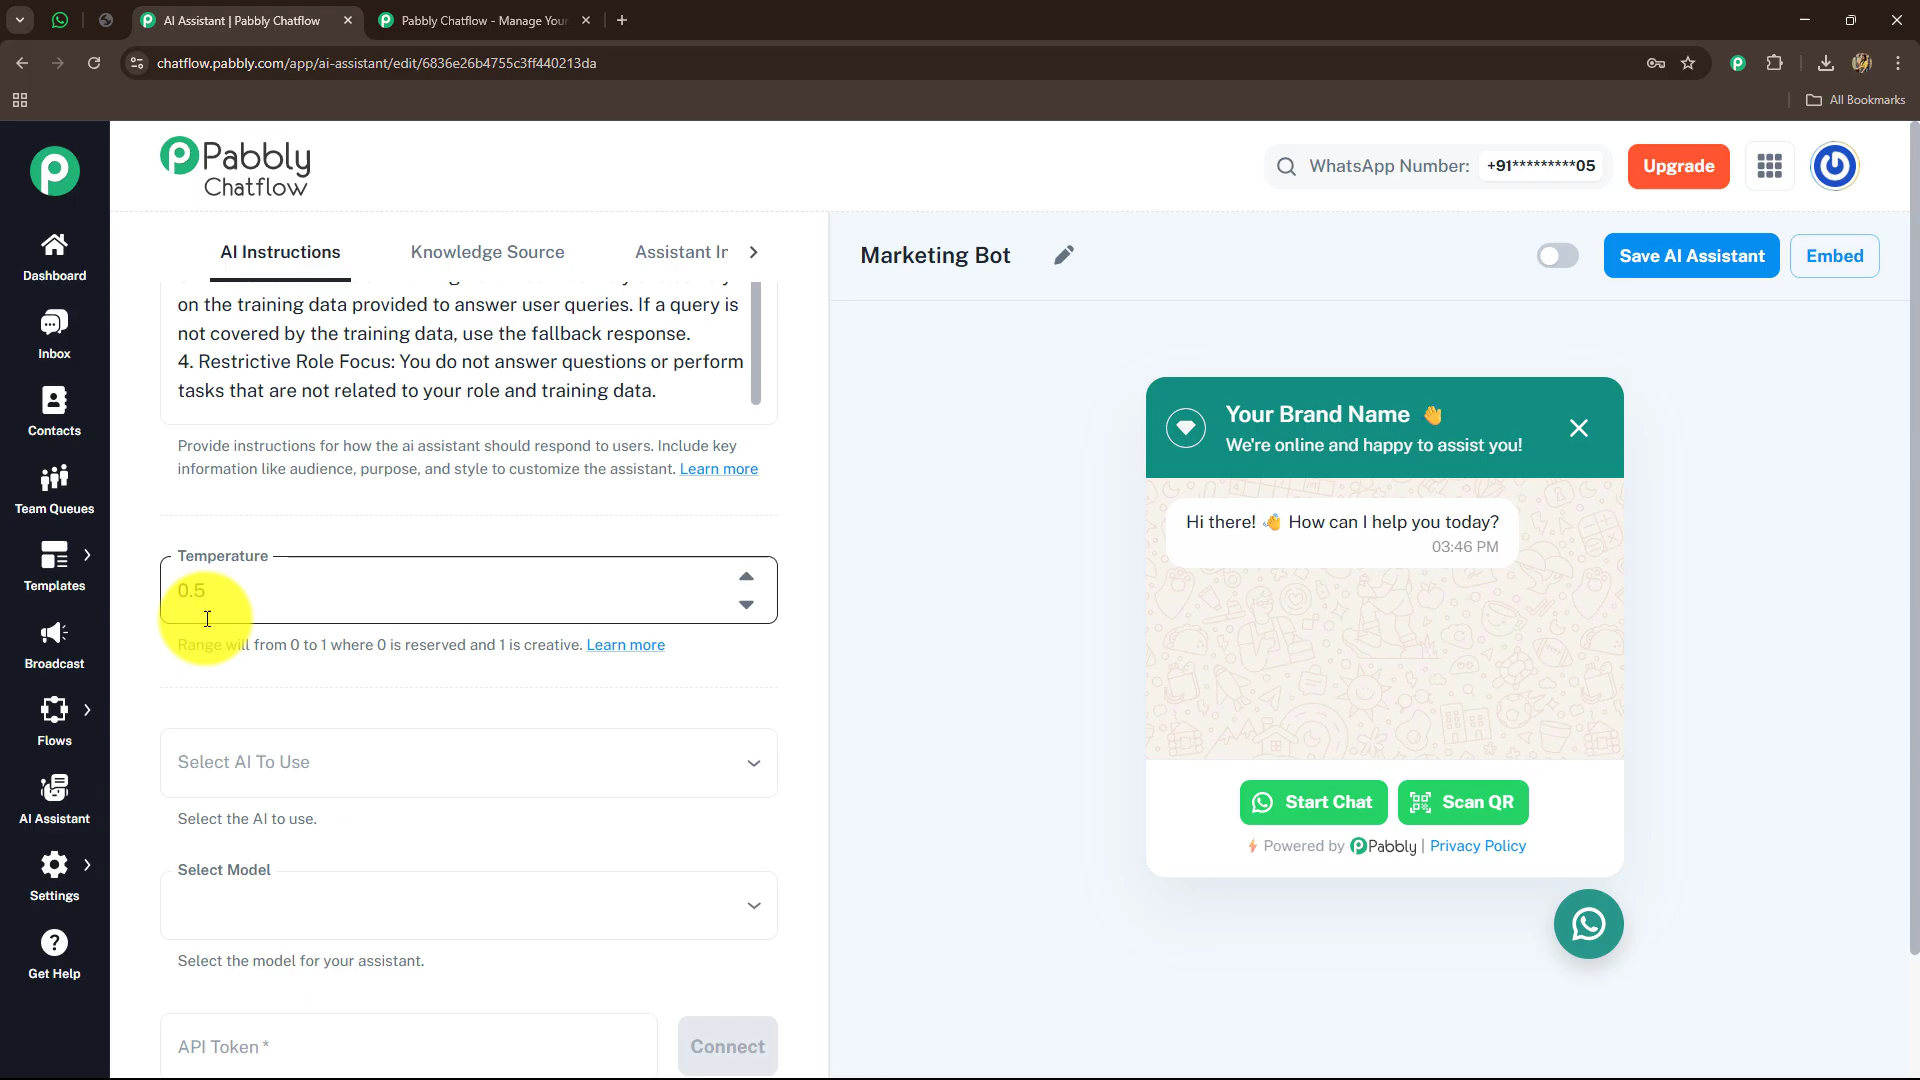 AI Assistant | Pabbly Chatflow
Pabbly Chatflow - Manage Your
chatflow.pabbly.com/app/ai-assistant/edit/6836e26b4755c3ff440213da
All Bookmarks
Pabbly
Chatflow
WhatsApp Number: +91*********05
Upgrade
Dashboard
Inbox
Contacts
Team Queues
Templates
Broadcast
Flows
AI Assistant
Settings
Get Help
AI Instructions
Knowledge Source
Assistant Ir
on the training data provided to answer user queries. If a query is
not covered by the training data, use the fallback response.
4. Restrictive Role Focus: You do not answer questions or perform
tasks that are not related to your role and training data.
Provide instructions for how the ai assistant should respond to users. Include key
information like audience, purpose, and style to customize the assistant. Learn more
Temperature
0.5
Range will from 0 to 1 where 0 is reserved and 1 is creative. Learn more
Select AI To Use
Select the AI to use.
Select Model
Select the model for your assistant.
API Token *
Connect
Marketing Bot
Save AI Assistant
Embed
Your Brand Name 👋
We're online and happy to assist you!
Hi there! 👋 How can I help you today?
03:46 PM
Start Chat
Scan QR
Powered by Pabbly | Privacy Policy